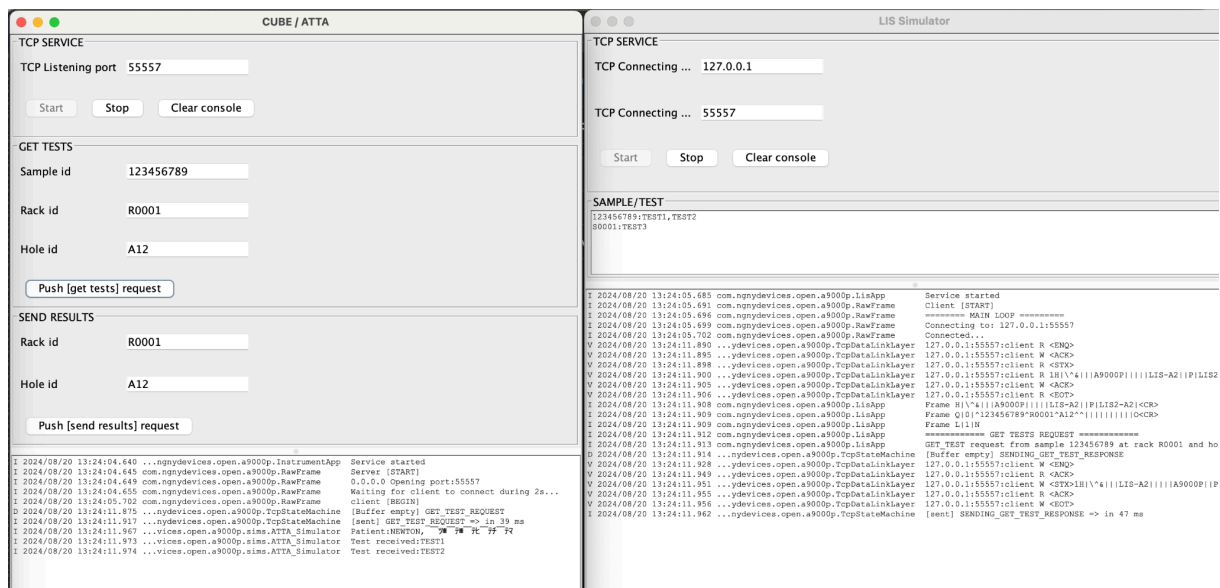 CUBE / ATTA
TCP SERVICE
TCP Listening port 55557
Start Stop Clear console
GET TESTS
Sample id 123456789
Rack id R0001
Hole id A12
Push [get tests] request
SEND RESULTS
Rack id R0001
Hole id A12
Push [send results] request
I 2024/08/20 13:24:04.640 ...ngnydevices.open.a9000p.InstrumentApp Service started
I 2024/08/20 13:24:04.645 com.ngnydevices.open.a9000p.RawFrame Server [START]
I 2024/08/20 13:24:04.649 com.ngnydevices.open.a9000p.RawFrame 0.0.0.0 Opening port:55557
I 2024/08/20 13:24:04.655 com.ngnydevices.open.a9000p.RawFrame Waiting for client to connect during 2s...
I 2024/08/20 13:24:05.702 com.ngnydevices.open.a9000p.RawFrame client [BEGIN]
D 2024/08/20 13:24:11.875 ...nydevices.open.a9000p.TcpStateMachine [Buffer empty] GET_TEST_REQUEST
I 2024/08/20 13:24:11.917 ...nydevices.open.a9000p.TcpStateMachine [sent] GET_TEST_REQUEST => in 39 ms
I 2024/08/20 13:24:11.967 ...vices.open.a9000p.sims.ATTA_Simulator Patient:NEWTON,
I 2024/08/20 13:24:11.973 ...vices.open.a9000p.sims.ATTA_Simulator Test received:TEST1
I 2024/08/20 13:24:11.974 ...vices.open.a9000p.sims.ATTA_Simulator Test received:TEST2
LIS Simulator
TCP SERVICE
TCP Connecting ... 127.0.0.1
TCP Connecting ... 55557
Start Stop Clear console
SAMPLE/TEST
123456789:TEST1,TEST2
S0001:TEST3
I 2024/08/20 13:24:05.685 com.ngnydevices.open.a9000p.LisApp Service started
I 2024/08/20 13:24:05.691 com.ngnydevices.open.a9000p.RawFrame Client [START]
I 2024/08/20 13:24:05.696 com.ngnydevices.open.a9000p.RawFrame ======== MAIN LOOP =========
I 2024/08/20 13:24:05.699 com.ngnydevices.open.a9000p.RawFrame Connecting to: 127.0.0.1:55557
I 2024/08/20 13:24:05.702 com.ngnydevices.open.a9000p.RawFrame Connected...
V 2024/08/20 13:24:11.890 ...ydevices.open.a9000p.TcpDataLinkLayer 127.0.0.1:55557:client R <ENQ>
V 2024/08/20 13:24:11.895 ...ydevices.open.a9000p.TcpDataLinkLayer 127.0.0.1:55557:client W <ACK>
V 2024/08/20 13:24:11.898 ...ydevices.open.a9000p.TcpDataLinkLayer 127.0.0.1:55557:client R <STX>
V 2024/08/20 13:24:11.900 ...ydevices.open.a9000p.TcpDataLinkLayer 127.0.0.1:55557:client R 1H|\^&|||A9000P|||||LIS-A2||P|LIS2
V 2024/08/20 13:24:11.905 ...ydevices.open.a9000p.TcpDataLinkLayer 127.0.0.1:55557:client W <ACK>
V 2024/08/20 13:24:11.906 ...ydevices.open.a9000p.TcpDataLinkLayer 127.0.0.1:55557:client R <EOT>
I 2024/08/20 13:24:11.908 com.ngnydevices.open.a9000p.LisApp Frame H|\^&|||A9000P|||||LIS-A2||P|LIS2-A2|<CR>
I 2024/08/20 13:24:11.909 com.ngnydevices.open.a9000p.LisApp Frame Q|0|^123456789^R0001^A12^^||||||||||O<CR>
I 2024/08/20 13:24:11.909 com.ngnydevices.open.a9000p.LisApp Frame L|1|N
I 2024/08/20 13:24:11.912 com.ngnydevices.open.a9000p.LisApp ============ GET TESTS REQUEST ============
I 2024/08/20 13:24:11.913 com.ngnydevices.open.a9000p.LisApp GET_TEST request from sample 123456789 at rack R0001 and ho
D 2024/08/20 13:24:11.914 ...nydevices.open.a9000p.TcpStateMachine [Buffer empty] SENDING_GET_TEST_RESPONSE
V 2024/08/20 13:24:11.928 ...ydevices.open.a9000p.TcpDataLinkLayer 127.0.0.1:55557:client W <ENQ>
V 2024/08/20 13:24:11.949 ...ydevices.open.a9000p.TcpDataLinkLayer 127.0.0.1:55557:client R <ACK>
V 2024/08/20 13:24:11.951 ...ydevices.open.a9000p.TcpDataLinkLayer 127.0.0.1:55557:client W <STX>1H|\^&|||LIS-A2|||||A9000P||P
V 2024/08/20 13:24:11.955 ...ydevices.open.a9000p.TcpDataLinkLayer 127.0.0.1:55557:client R <ACK>
V 2024/08/20 13:24:11.956 ...ydevices.open.a9000p.TcpDataLinkLayer 127.0.0.1:55557:client W <EOT>
I 2024/08/20 13:24:11.962 ...nydevices.open.a9000p.TcpStateMachine [sent] SENDING_GET_TEST_RESPONSE => in 47 ms